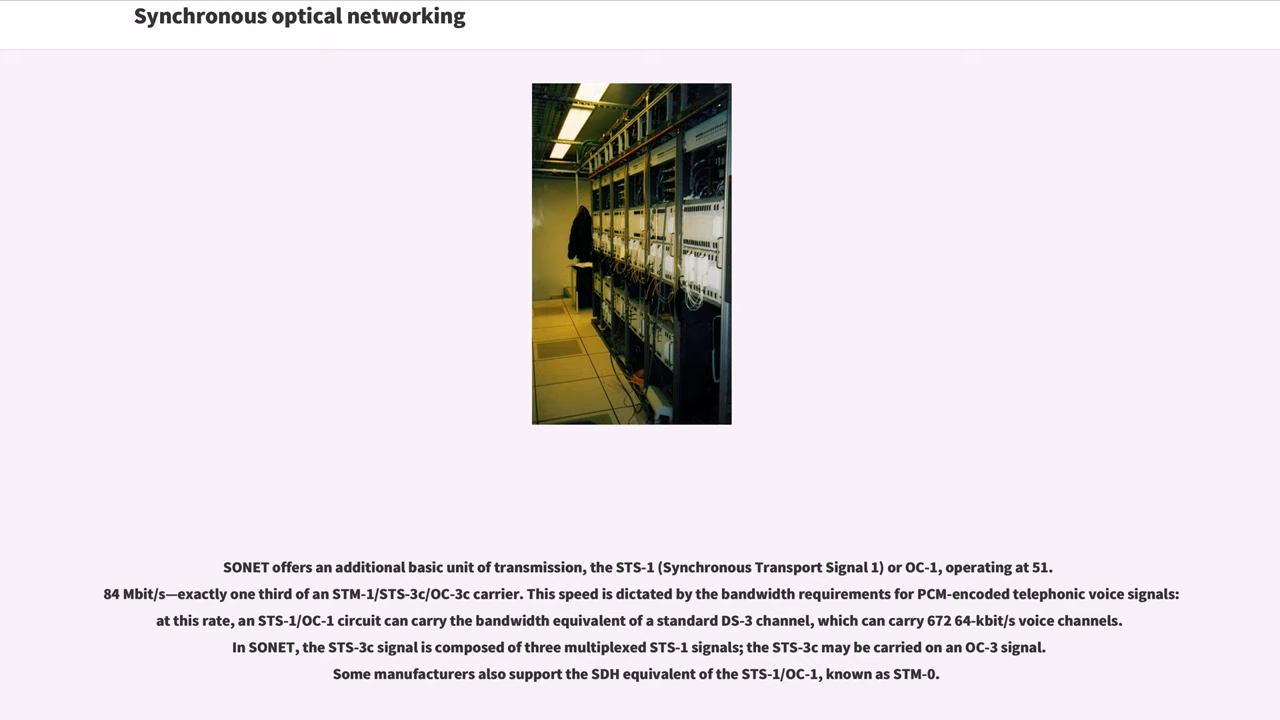 Synchronous optical networking
SONET offers an additional basic unit of transmission, the STS-1 (Synchronous Transport Signal 1) or OC-1, operating at 51.
84 Mbit/s—exactly one third of an STM-1/STS-3c/OC-3c carrier. This speed is dictated by the bandwidth requirements for PCM-encoded telephonic voice signals:
at this rate, an STS-1/OC-1 circuit can carry the bandwidth equivalent of a standard DS-3 channel, which can carry 672 64-kbit/s voice channels.
In SONET, the STS-3c signal is composed of three multiplexed STS-1 signals; the STS-3c may be carried on an OC-3 signal.
Some manufacturers also support the SDH equivalent of the STS-1/OC-1, known as STM-0.